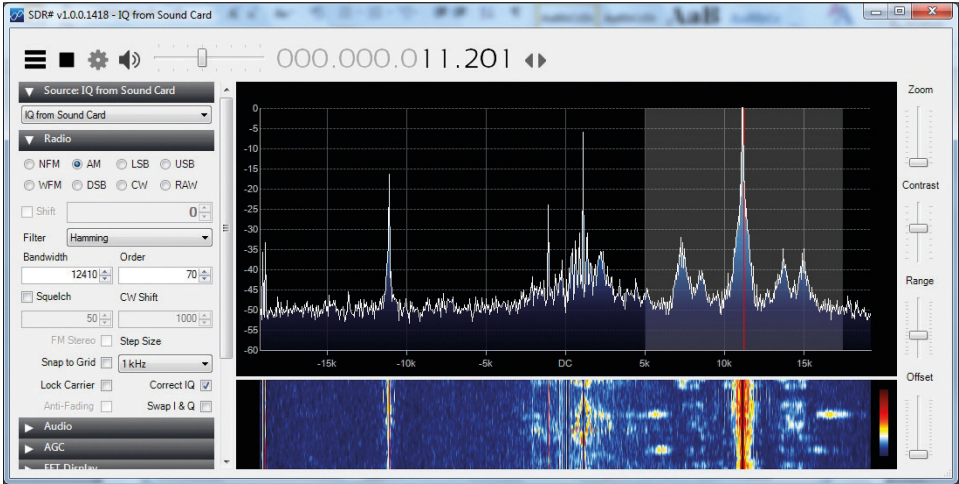 SDR# v1.0.0.1418 - IQ from Sound Card
AaB
000.000.011.201
Source: IQ from Sound Card
IQ from Sound Card
Radio
NFM AM LSB USB
WFM DSB CW RAW
Shift 0
Filter Hamming
Bandwidth Order
12410 70
Squelch CW Shift
50 1000
FM Stereo Step Size
Snap to Grid 1 kHz
Lock Carrier Correct IQ
Anti-Fading Swap I & Q
Audio
AGC
FFT Display
0
-5
-10
-15
-20
-25
-30
-35
-40
-45
-50
-55
-60
-15k -10k -5k DC 5k 10k 15k
Zoom
Contrast
Range
Offset